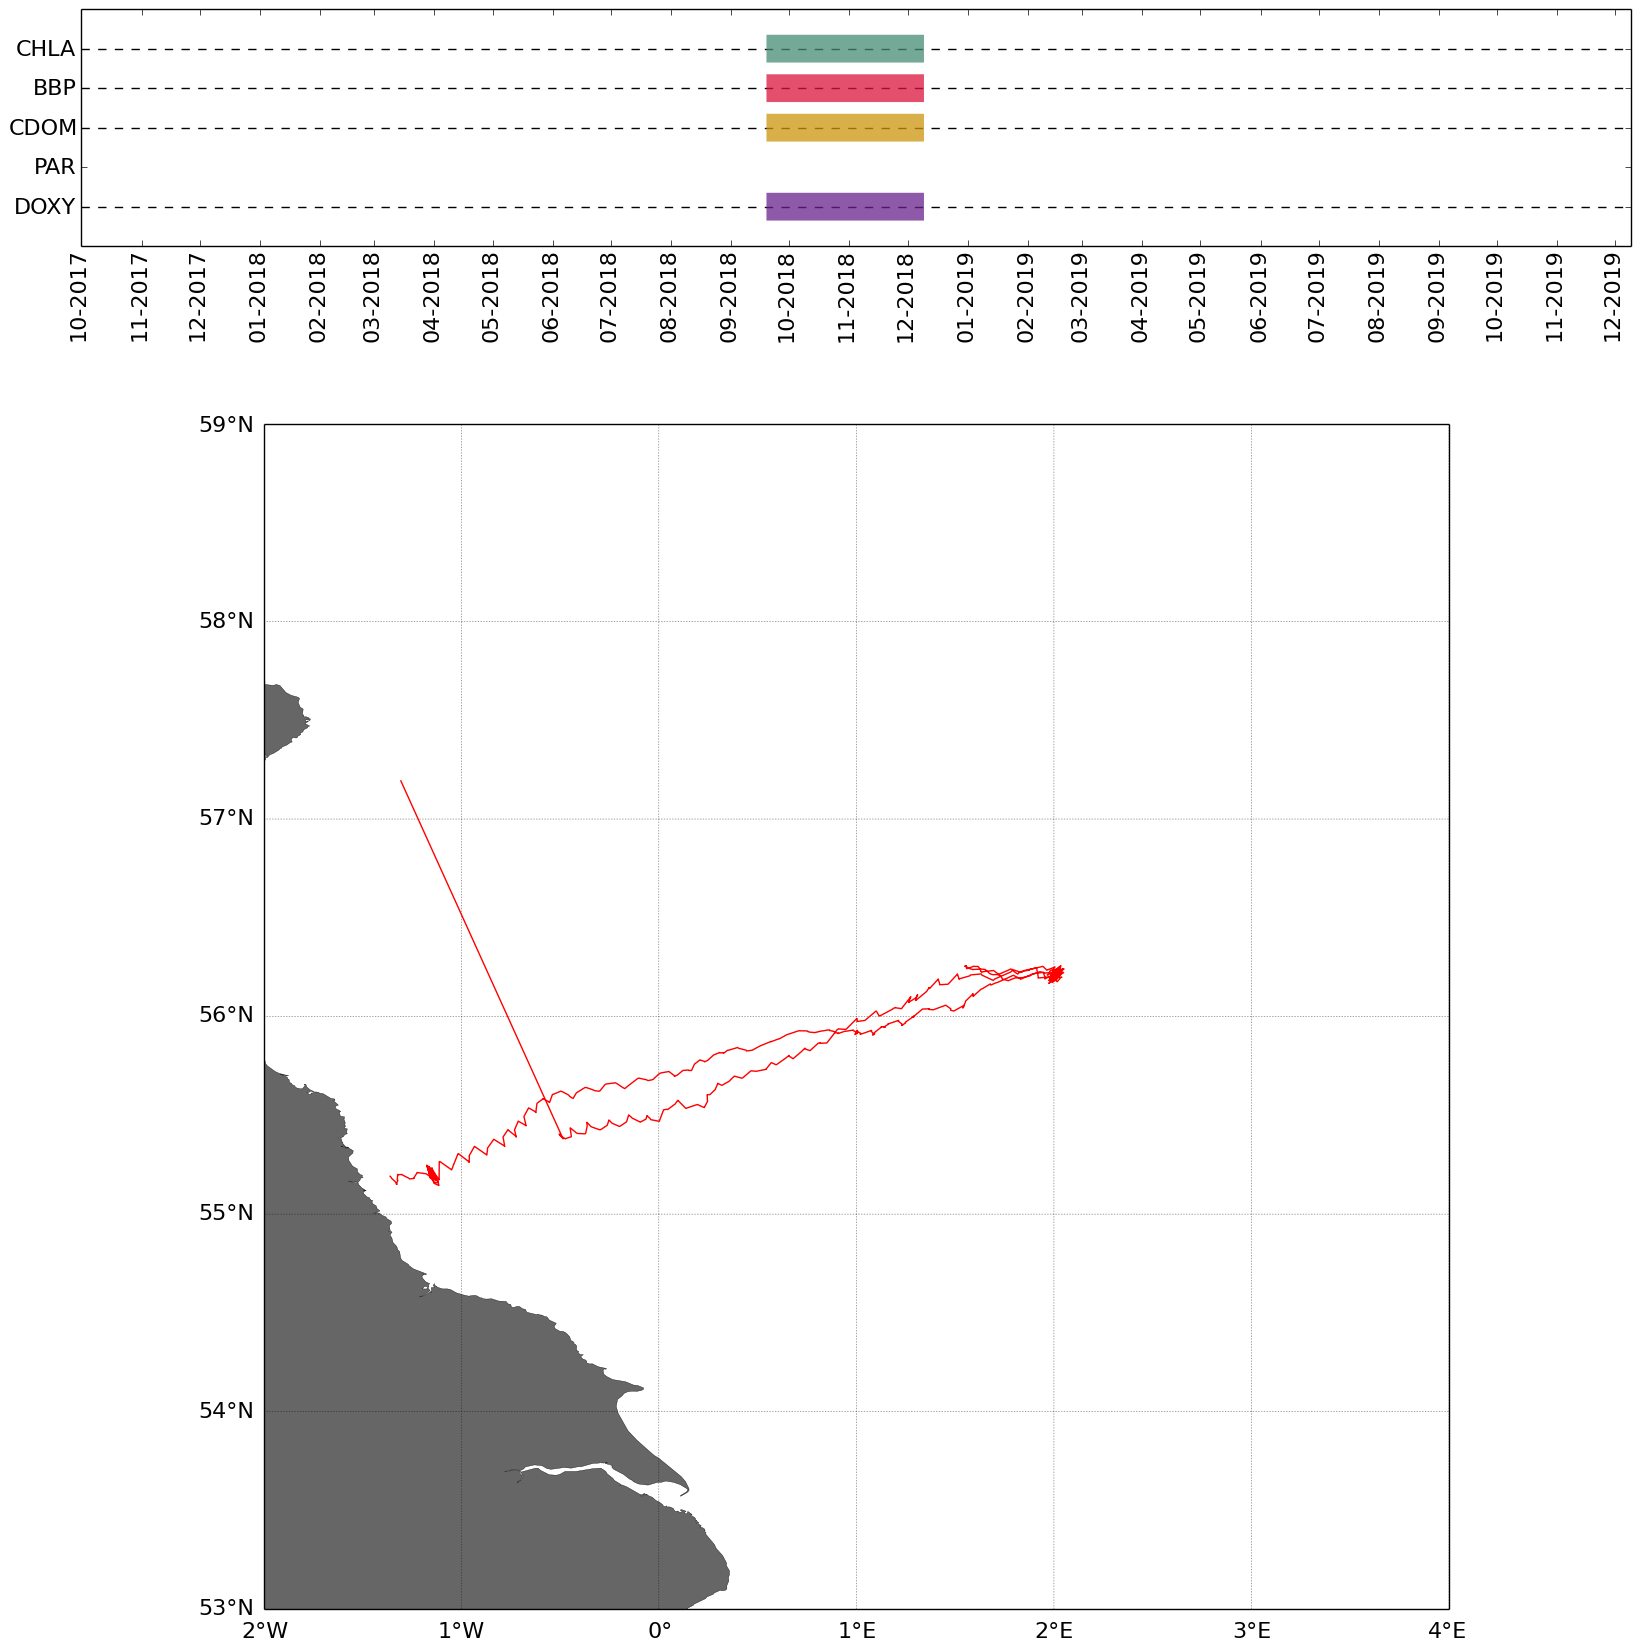 CHLA
BBP
CDOM
PAR
DOXY
10-2017
11-2017
12-2017
01-2018
02-2018
03-2018
04-2018
05-2018
06-2018
07-2018
08-2018
09-2018
10-2018
11-2018
12-2018
01-2019
02-2019
03-2019
04-2019
05-2019
06-2019
07-2019
08-2019
09-2019
10-2019
11-2019
12-2019
59°N
58°N
57°N
56°N
55°N
54°N
53°N
2°W 1°W 0° 1°E 2°E 3°E 4°E